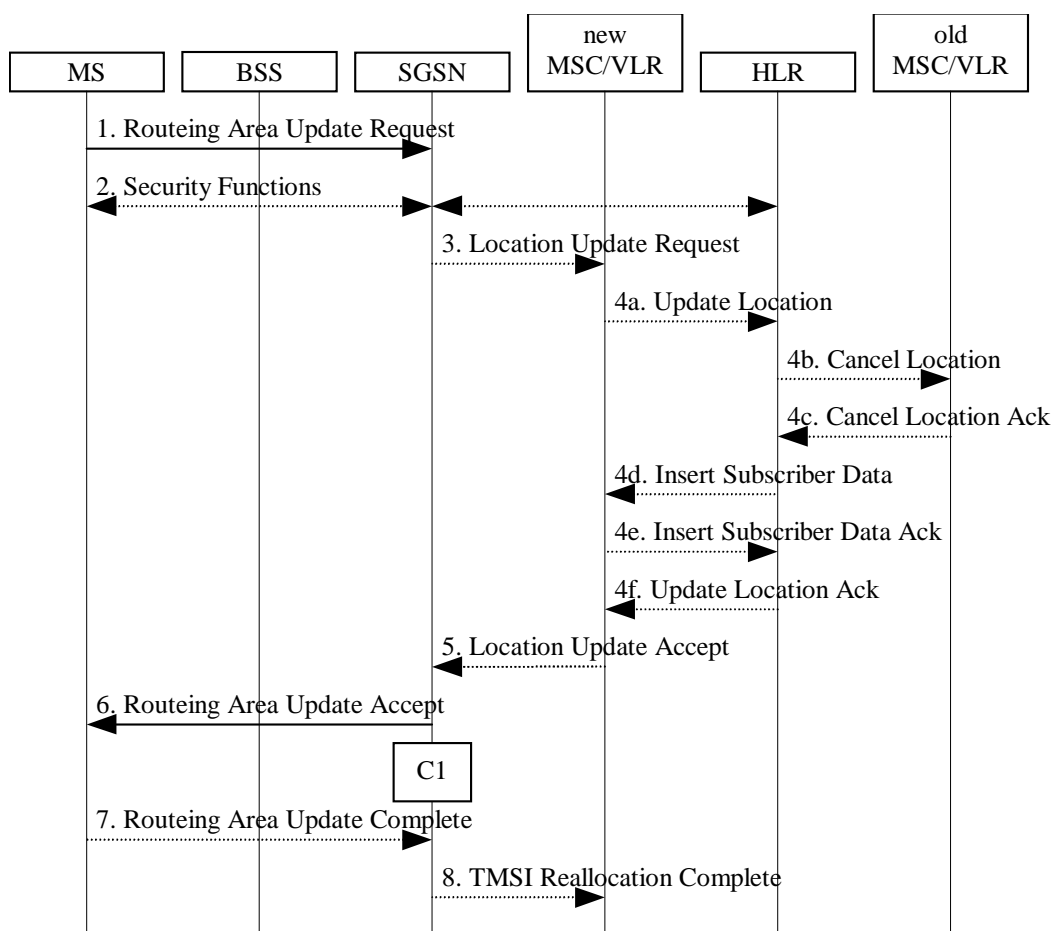 new
old
MS
BSS
SGSN
MSC/VLR
HLR
MSC/VLR
1. Routeing Area Update Request
2. Security Functions
3. Location Update Request
4a. Update Location
4b. Cancel Location
4c. Cancel Location Ack
4d. Insert Subscriber Data
4e. Insert Subscriber Data Ack
4f. Update Location Ack
5. Location Update Accept
6. Routeing Area Update Accept
C1
7. Routeing Area Update Complete
8. TMSI Reallocation Complete